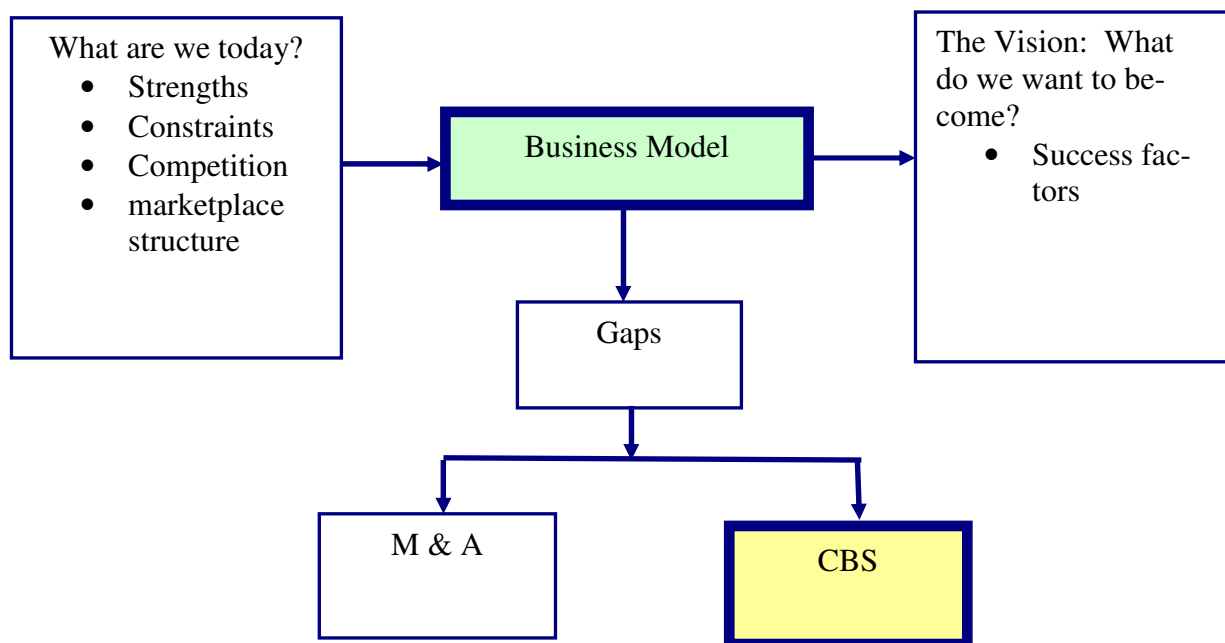 What are we today?
• Strengths
• Constraints
• Competition
• marketplace
structure
Business Model
The Vision:  What
do we want to be-
come?
• Success fac-
tors
Gaps
M & A
CBS